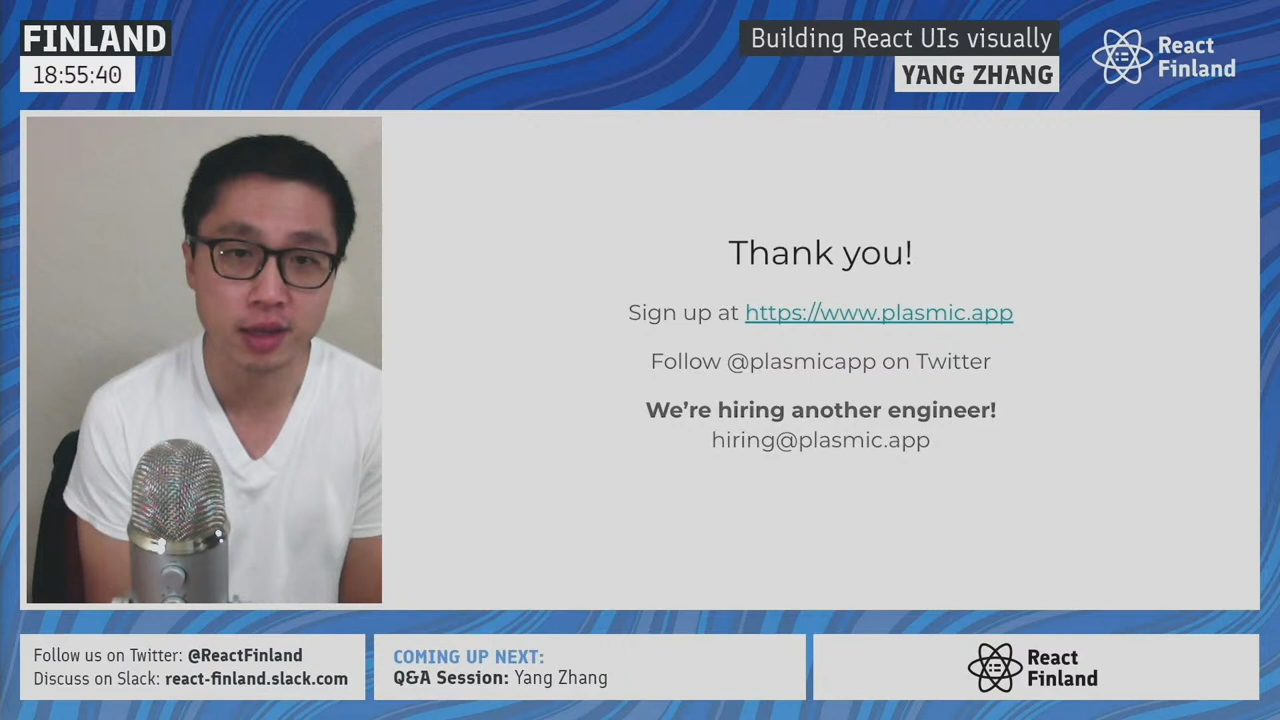 FINLAND
18:55:40
Building React UIs visually
YANG ZHANG
React
Finland
Thank you!
Sign up at https://www.plasmic.app
Follow @plasmicapp on Twitter
We're hiring another engineer!
hiring@plasmic.app
Follow us on Twitter: @ReactFinland
Discuss on Slack: react-finland.slack.com
COMING UP NEXT:
Q&A Session: Yang Zhang
React
Finland